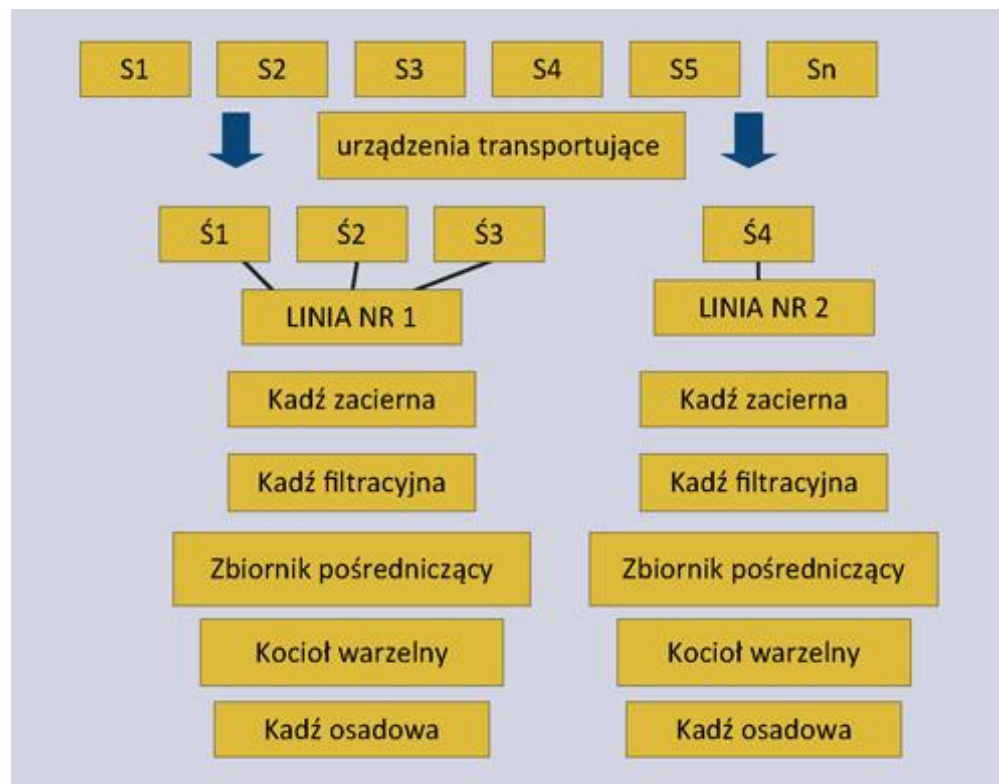 S1 S2 S3 S4 S5 Sn
urządzenia transportujące
Ś1 Ś2 Ś3 Ś4
LINIA NR 1 LINIA NR 2
Kadź zacierna Kadź zacierna
Kadź filtracyjna Kadź filtracyjna
Zbiornik pośredniczący Zbiornik pośredniczący
Kocioł warzelny Kocioł warzelny
Kadź osadowa Kadź osadowa